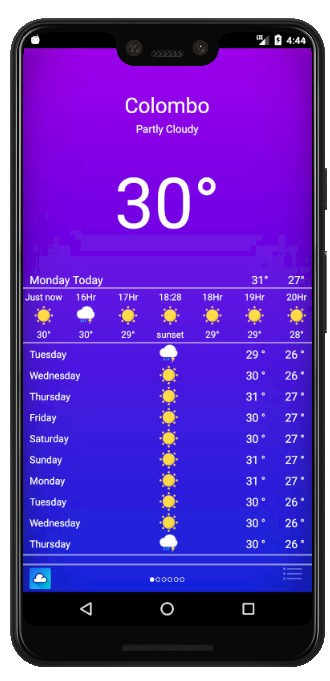 LTE 4:44
Colombo
Partly Cloudy
30°
Monday Today 31° 27°
Just now 16Hr 17Hr 18:28 18Hr 19Hr 20Hr
30° 30° 29° sunset 29° 29° 28°
Tuesday 29 ° 26 °
Wednesday 30 ° 26 °
Thursday 31 ° 27 °
Friday 30 ° 27 °
Saturday 30 ° 27 °
Sunday 31 ° 27 °
Monday 31 ° 27 °
Tuesday 30 ° 26 °
Wednesday 30 ° 26 °
Thursday 30 ° 26 °